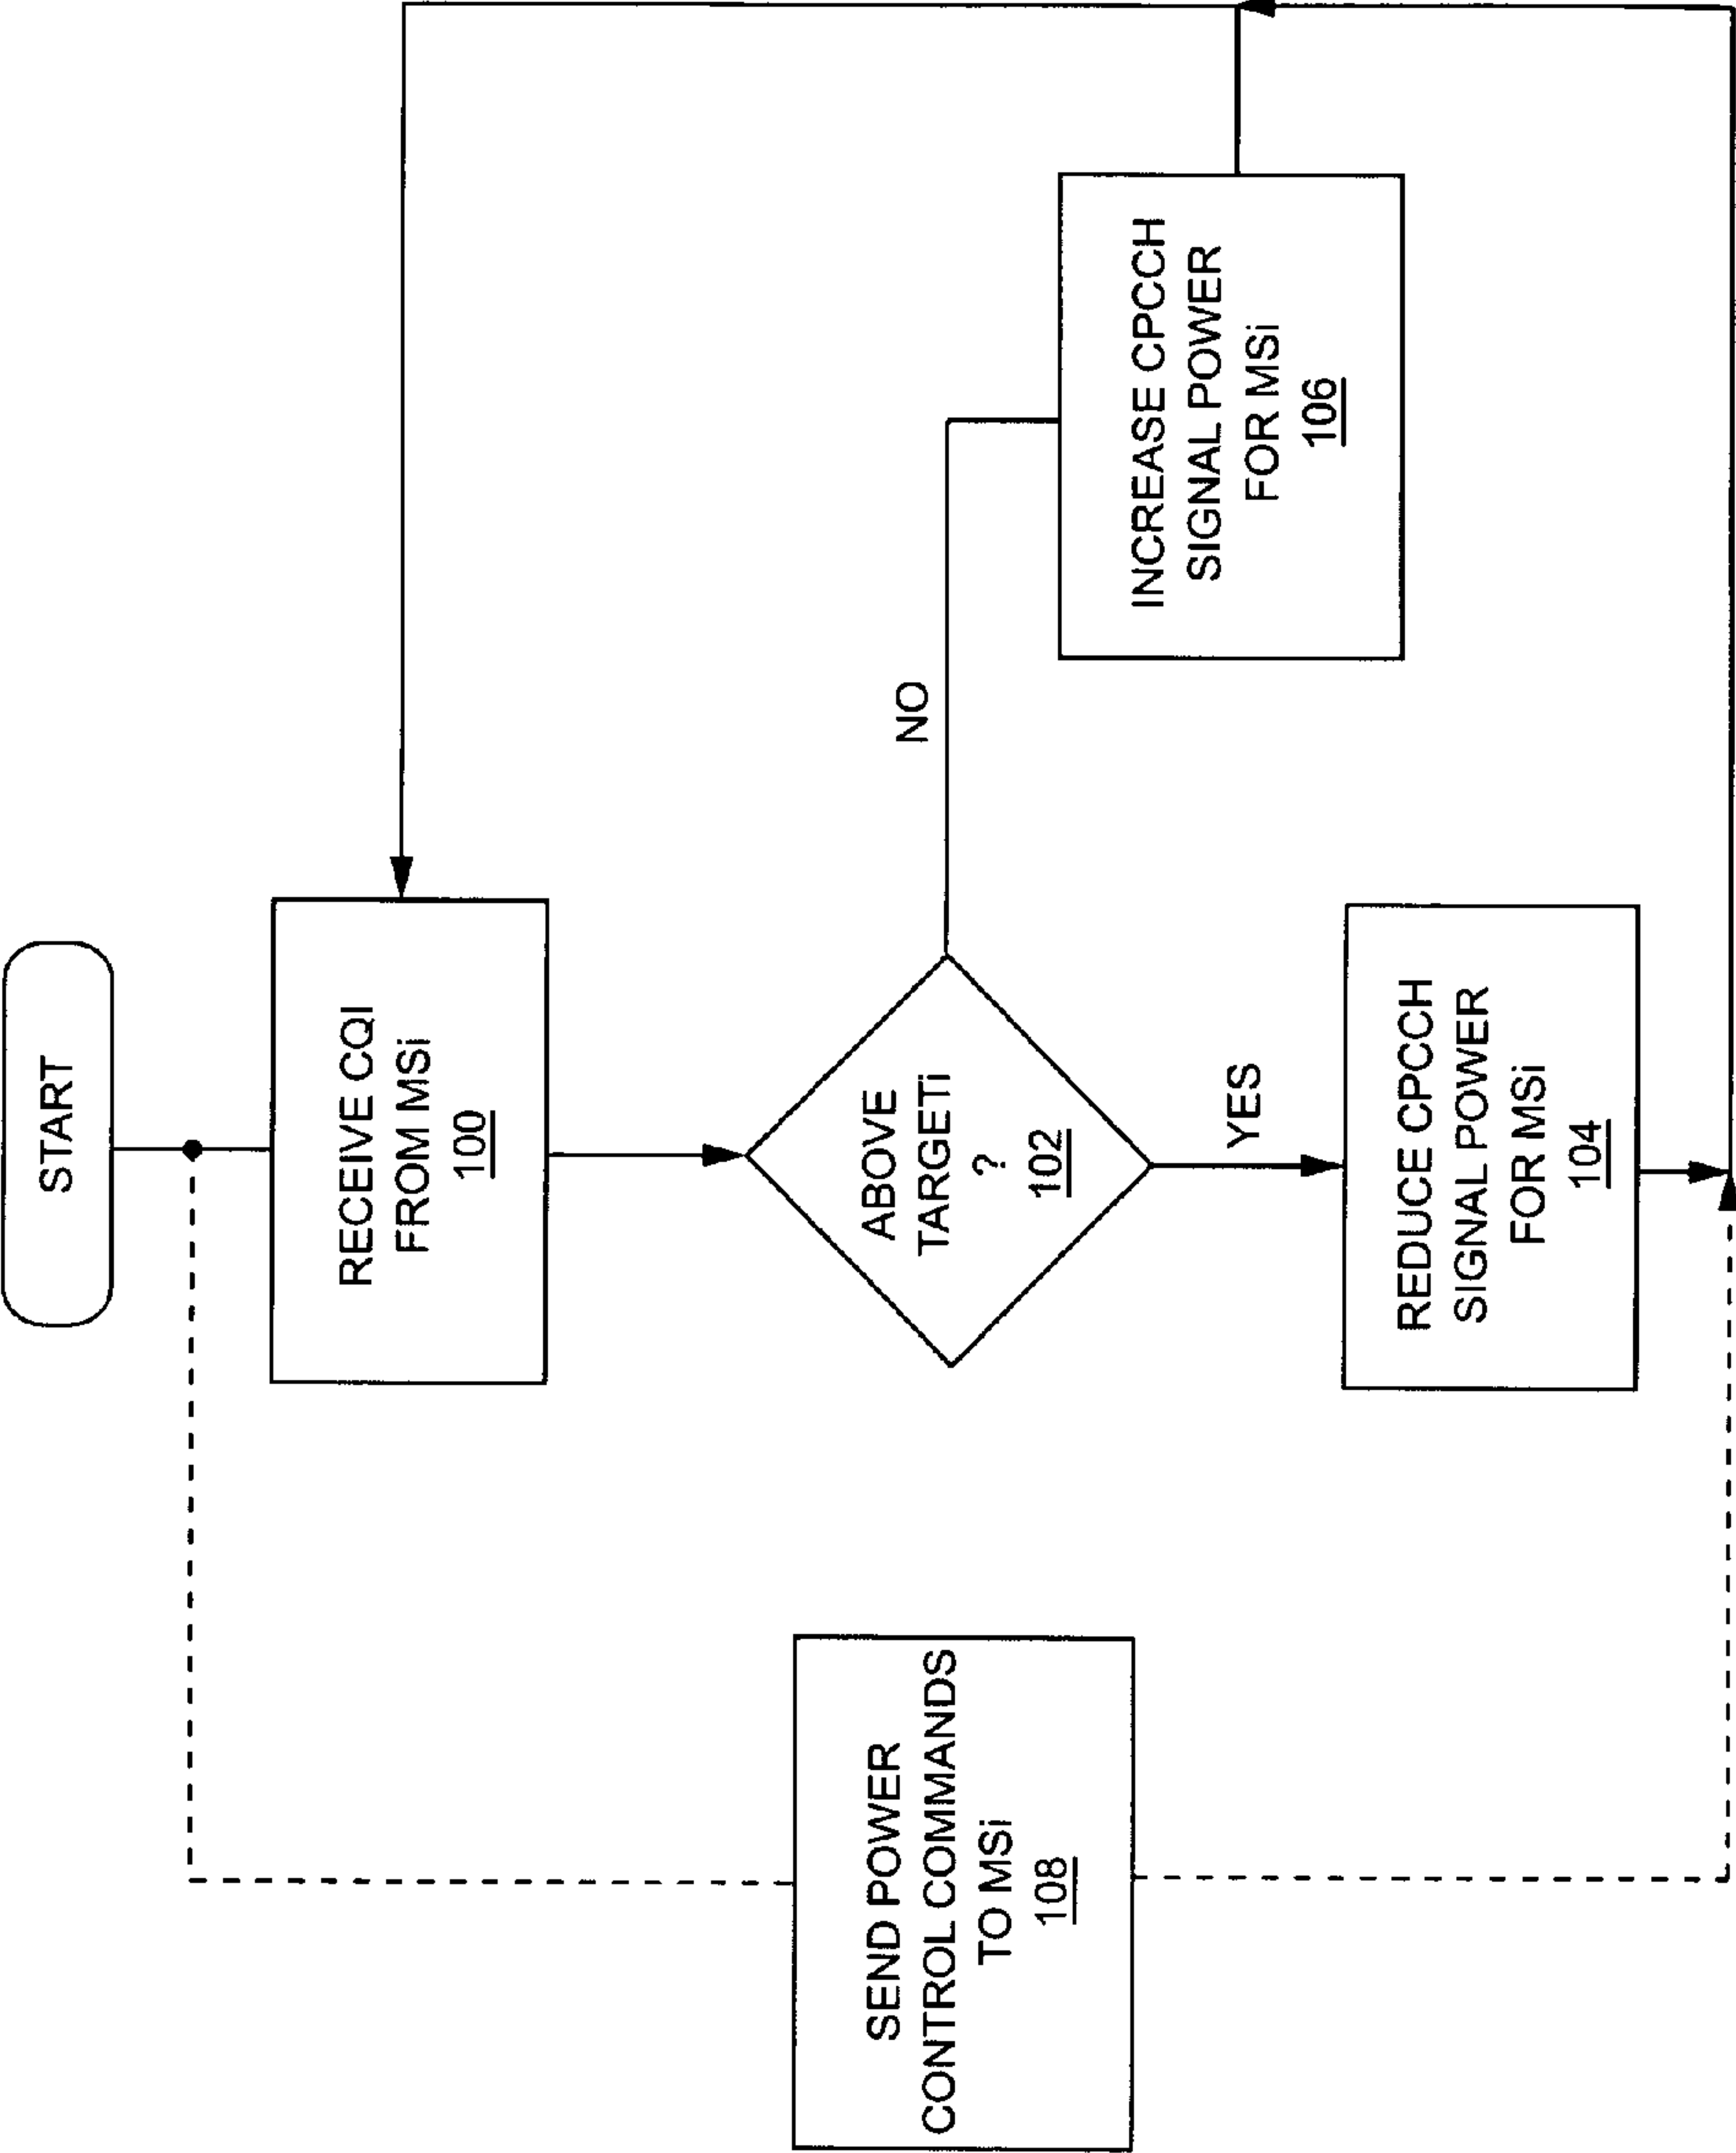 START
RECEIVE CQI
FROM MSi
100
ABOVE
TARGETi
?
102
NO
YES
INCREASE CPCCH
SIGNAL POWER
FOR MSi
106
REDUCE CPCCH
SIGNAL POWER
FOR MSi
104
SEND POWER
CONTROL COMMANDS
TO MSi
108